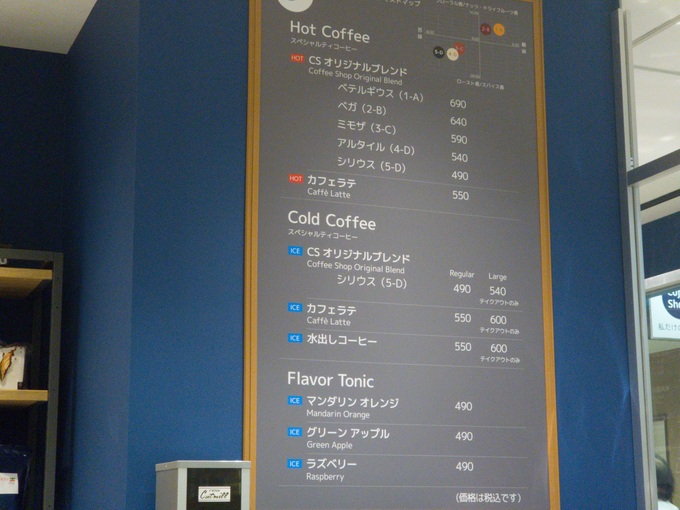 Hot Coffee
スペシャルティコーヒー
HOT CS オリジナルブレンド
Coffee Shop Original Blend
ベテルギウス（1-A） 690
ベガ（2-B） 640
ミモザ（3-C） 590
アルタイル（4-D） 540
シリウス（5-D） 490
HOT カフェラテ 550
Caffè Latte
Cold Coffee
スペシャルティコーヒー
ICE CS オリジナルブレンド
Coffee Shop Original Blend Regular Large
シリウス（5-D） 490 540
テイクアウトのみ
ICE カフェラテ 550 600
Caffè Latte テイクアウトのみ
ICE 水出しコーヒー 550 600
テイクアウトのみ
Flavor Tonic
ICE マンダリン オレンジ 490
Mandarin Orange
ICE グリーン アップル 490
Green Apple
ICE ラズベリー 490
Raspberry
（価格は税込です）
Cutmill